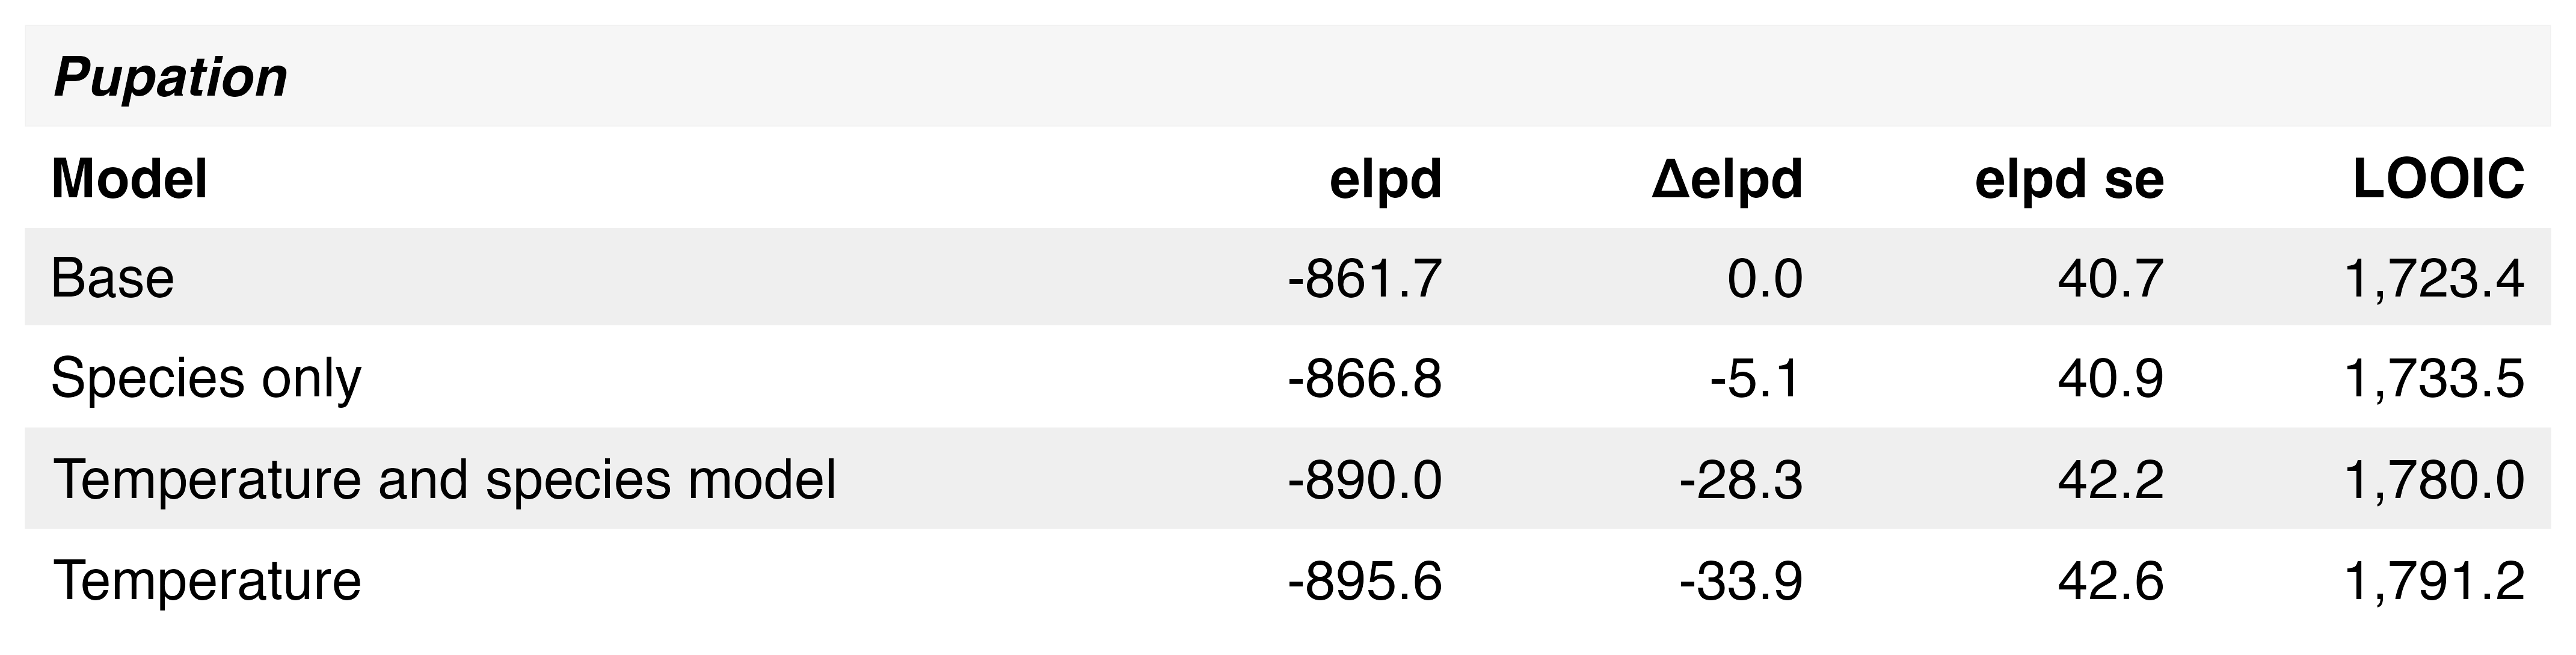 Pupation
Model elpd Δelpd elpd se LOOIC
Base -861.7 0.0 40.7 1,723.4
Species only -866.8 -5.1 40.9 1,733.5
Temperature and species model -890.0 -28.3 42.2 1,780.0
Temperature -895.6 -33.9 42.6 1,791.2